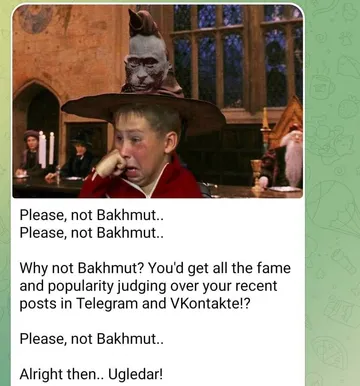 Please, not Bakhmut..
Please, not Bakhmut..
Why not Bakhmut? You'd get all the fame
and popularity judging over your recent
posts in Telegram and VKontakte!?
Please, not Bakhmut..
Alright then.. Ugledar!